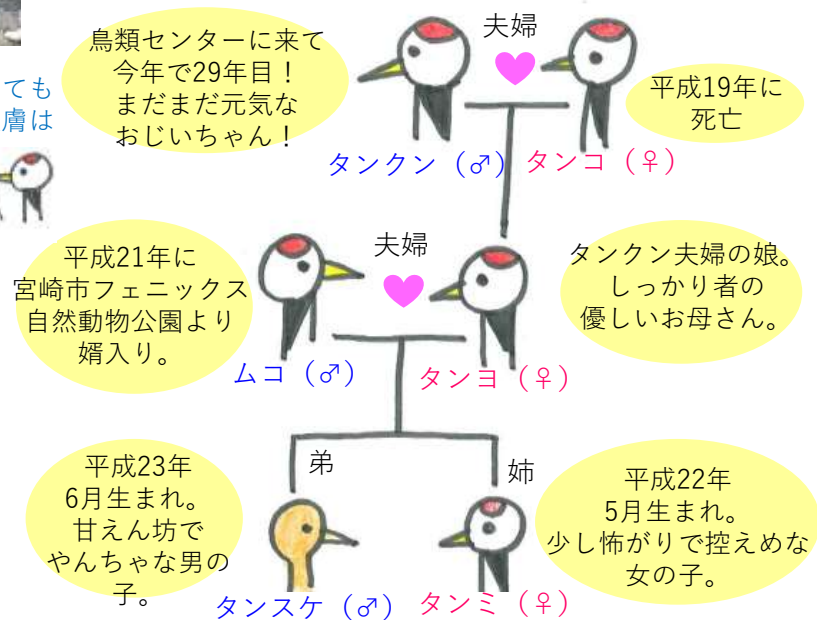 鳥類センターに来て
今年で29年目！
まだまだ元気な
おじいちゃん！
夫婦
平成19年に
死亡
ても
膚は
タンクン（♂）
タンコ（♀）
平成21年に
宮崎市フェニックス
自然動物公園より
婿入り。
夫婦
タンクン夫婦の娘。
しっかり者の
優しいお母さん。
ムコ（♂）
タンヨ（♀）
平成23年
6月生まれ。
甘えん坊で
やんちゃな男の
子。
弟
姉
平成22年
5月生まれ。
少し怖がりで控えめな
女の子。
タンスケ（♂）
タンミ（♀）